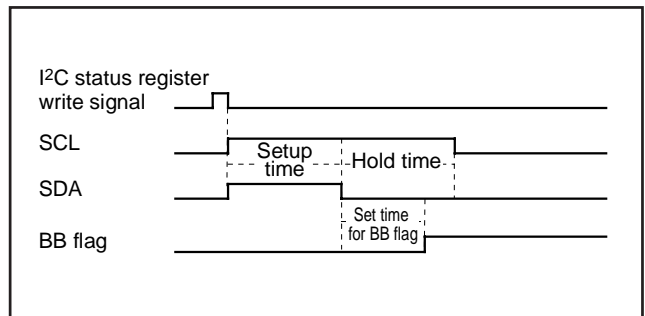 I2C status register
write signal
SCL
Setup
time
Hold time
SDA
Set time
for BB flag
BB flag